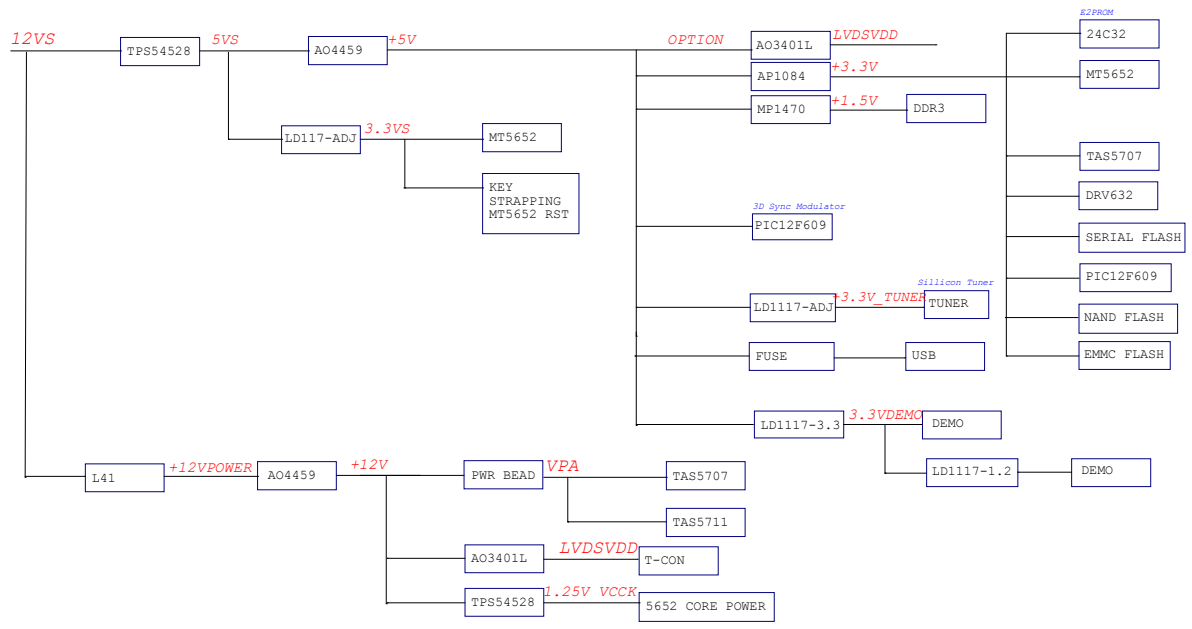 12VS
TPS54528
5VS
AO4459
+5V
OPTION
AO3401L
LVDSVDD
E2PROM
24C32
AP1084
+3.3V
MT5652
MP1470
+1.5V
DDR3
LD117-ADJ
3.3VS
MT5652
KEY
STRAPPING
MT5652 RST
TAS5707
DRV632
3D Sync Modulator
PIC12F609
SERIAL FLASH
PIC12F609
Sillicon Tuner
LD1117-ADJ
+3.3V_TUNER
TUNER
NAND FLASH
FUSE
USB
EMMC FLASH
LD1117-3.3
3.3VDEMO
DEMO
LD1117-1.2
DEMO
L41
+12VPOWER
AO4459
+12V
PWR BEAD
VPA
TAS5707
TAS5711
AO3401L
LVDSVDD
T-CON
TPS54528
1.25V VCCK
5652 CORE POWER